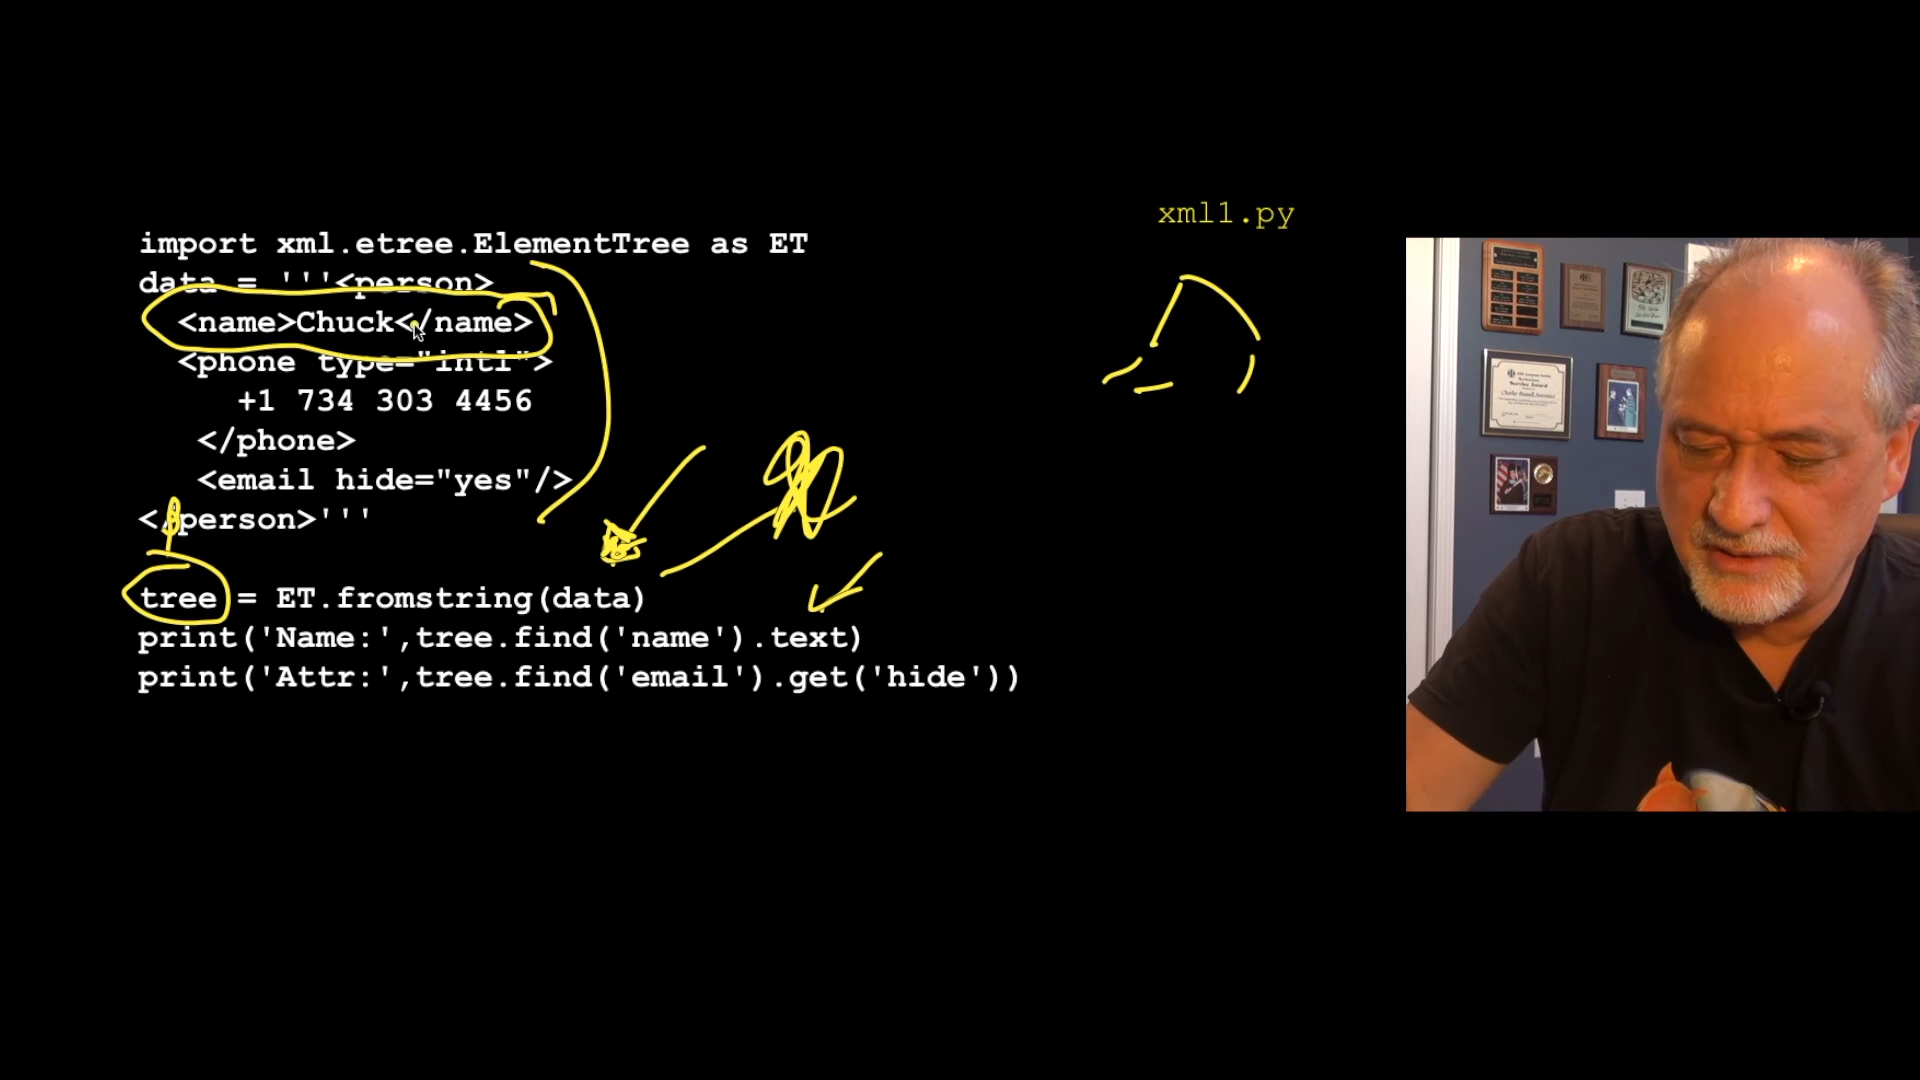 xml1.py
import xml.etree.ElementTree as ET
data = '''<person>
<name>Chuck</name>
<phone type="intl">
+1 734 303 4456
</phone>
<email hide="yes"/>
</person>'''
tree = ET.fromstring(data)
print('Name:',tree.find('name').text)
print('Attr:',tree.find('email').get('hide'))
Service Award